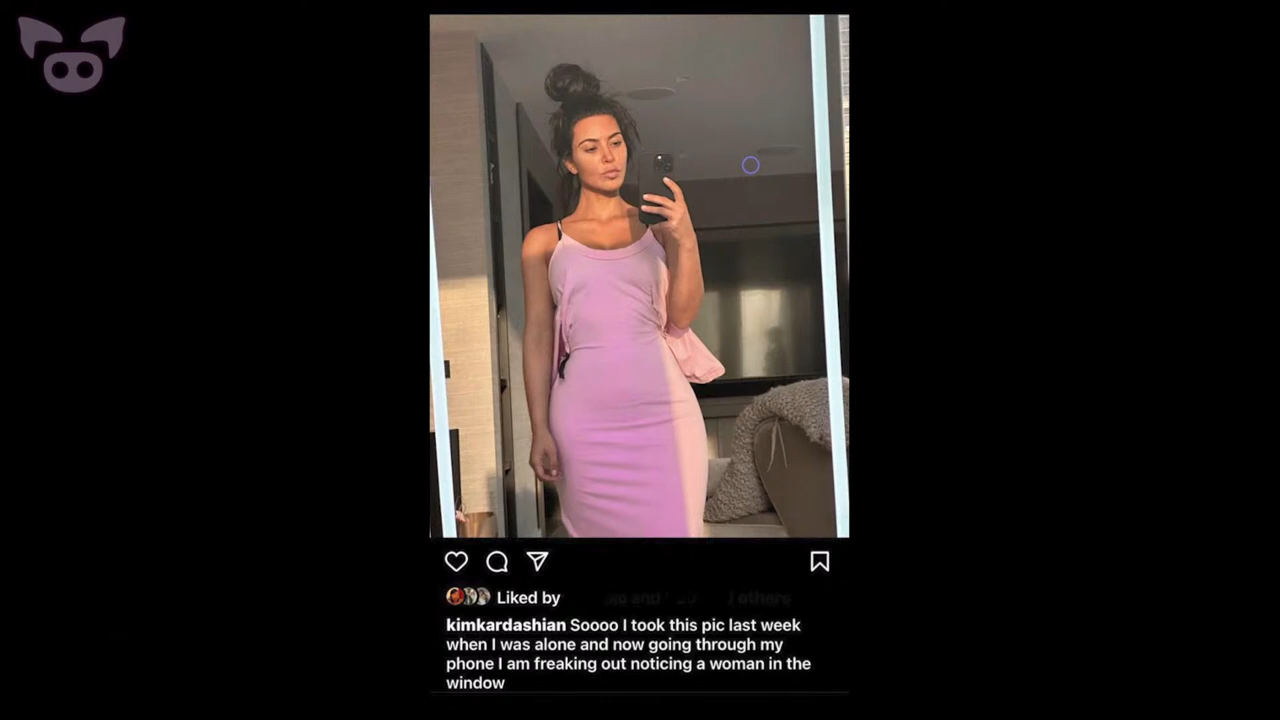 Liked by
kimkardashian Soooo I took this pic last week
when I was alone and now going through my
phone I am freaking out noticing a woman in the
window